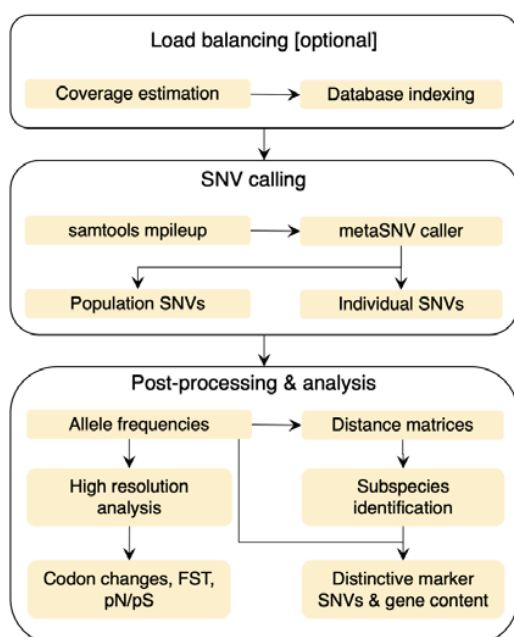 Load balancing [optional]
Coverage estimation
Database indexing
SNV calling
samtools mpileup
metaSNV caller
Population SNVs
Individual SNVs
Post-processing & analysis
Allele frequencies
Distance matrices
High resolution
analysis
Subspecies
identification
Codon changes, FST,
pN/pS
Distinctive marker
SNVs & gene content